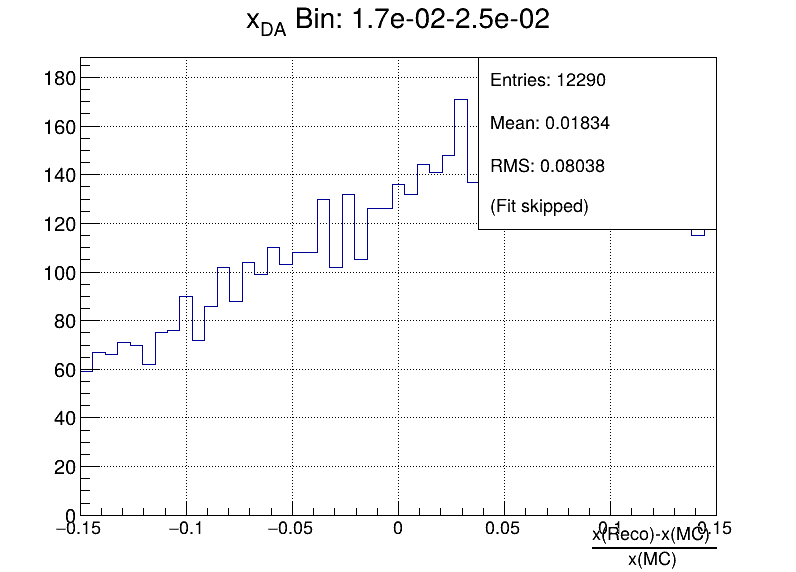 x_DA Bin: 1.7e-02-2.5e-02
Entries: 12290
Mean: 0.01834
RMS: 0.08038
(Fit skipped)
180
160
140
120
100
80
60
40
20
0
−0.15 −0.1 −0.05 0 0.05 0.1 0.15
x(Reco)-x(MC)
x(MC)